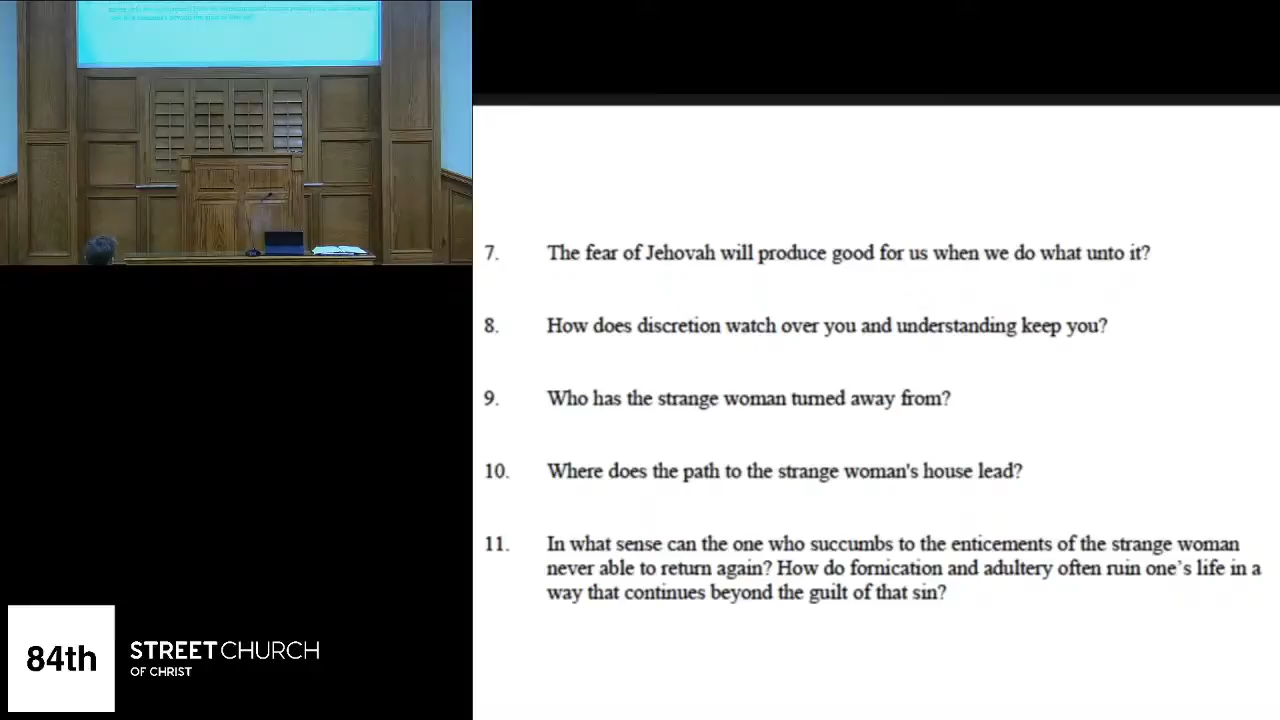 7. The fear of Jehovah will produce good for us when we do what unto it?
8. How does discretion watch over you and understanding keep you?
9. Who has the strange woman turned away from?
10. Where does the path to the strange woman's house lead?
11. In what sense can the one who succumbs to the enticements of the strange woman
never able to return again? How do fornication and adultery often ruin one’s life in a
way that continues beyond the guilt of that sin?
84th
STREET CHURCH
OF CHRIST